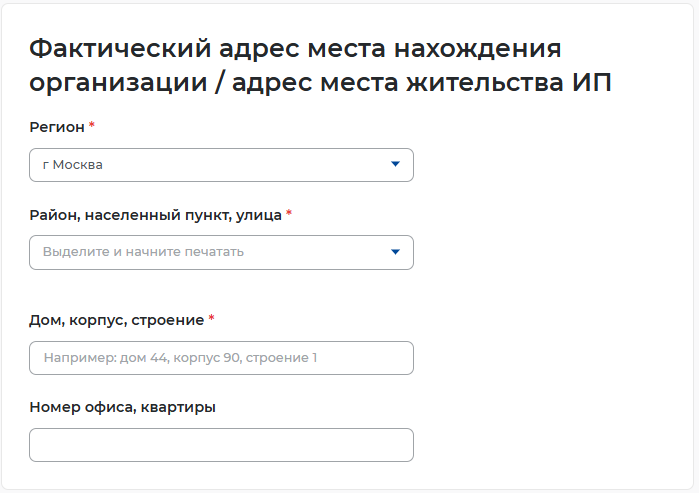 Фактический адрес места нахождения
организации / адрес места жительства ИП
Регион *
г Москва
Район, населенный пункт, улица *
Выделите и начните печатать
Дом, корпус, строение *
Например: дом 44, корпус 90, строение 1
Номер офиса, квартиры